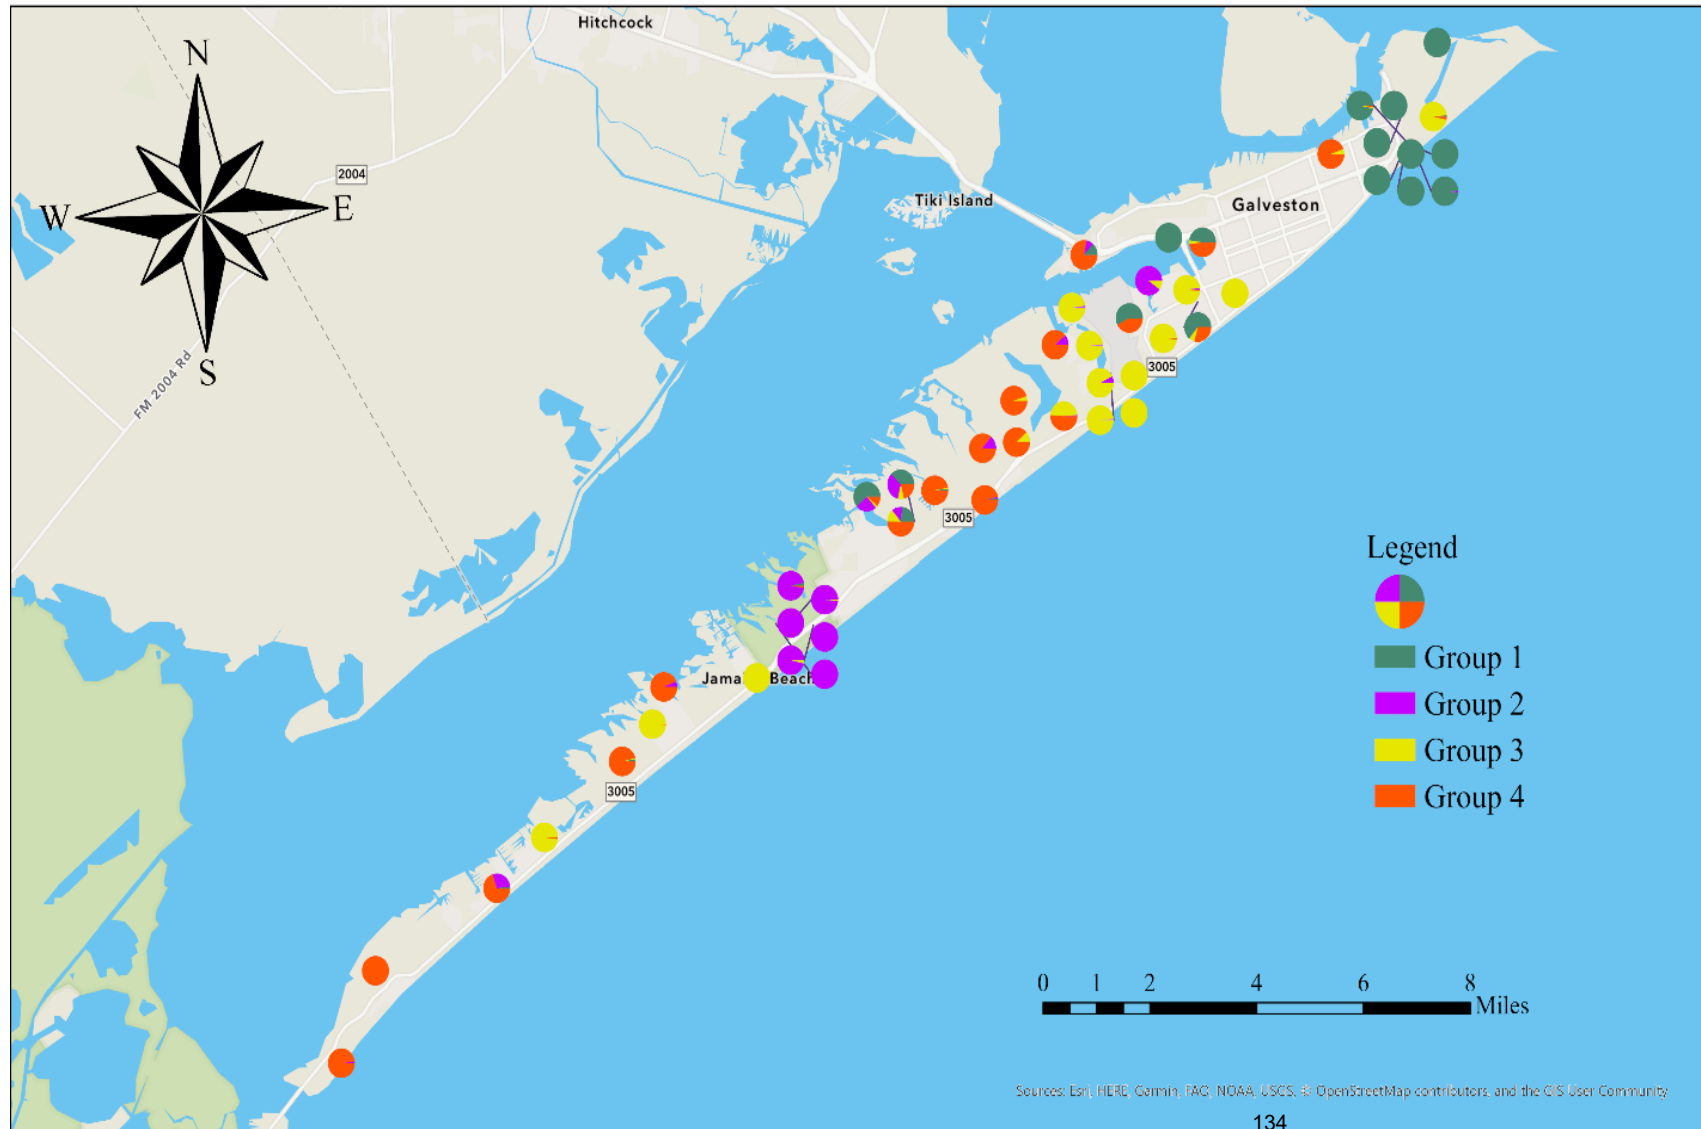 Hitchcock
N
2004
W
E
Tiki Island
Galveston
S
FM 2004 Rd
3005
3005
Legend
Group 1
Jamai Beach
Group 2
Group 3
3005
Group 4
0 1 2 4 6 8
Miles
Sources: Esri, HERE, Garmin, FAO, NOAA, USGS, © OpenStreetMap contributors, and the GIS User Community
134